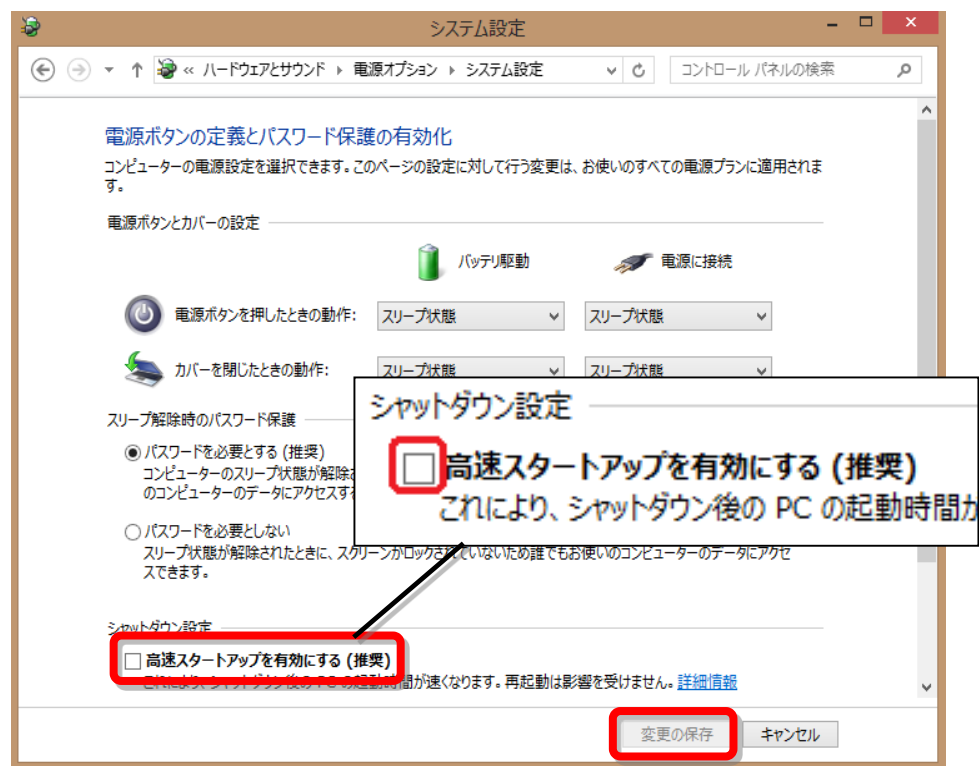 システム設定
« ハードウェアとサウンド ▸ 電源オプション ▸ システム設定
コントロール パネルの検索
電源ボタンの定義とパスワード保護の有効化
コンピューターの電源設定を選択できます。このページの設定に対して行う変更は、お使いのすべての電源プランに適用されま
す。
電源ボタンとカバーの設定
バッテリ駆動
電源に接続
電源ボタンを押したときの動作:
スリープ状態
スリープ状態
カバーを閉じたときの動作:
スリープ状態
スリープ状態
シャットダウン設定
高速スタートアップを有効にする (推奨)
これにより、シャットダウン後の PC の起動時間が
スリープ解除時のパスワード保護
パスワードを必要とする (推奨)
コンピューターのスリープ状態が解除
のコンピューターのデータにアクセスす
パスワードを必要としない
スリープ状態が解除されたときに、スクリーンがロックされていないため誰でもお使いのコンピューターのデータにアクセ
スできます。
シャットダウン設定
高速スタートアップを有効にする (推奨)
これにより、シャットダウン後の PC の起動時間が速くなります。再起動は影響を受けません。詳細情報
変更の保存
キャンセル